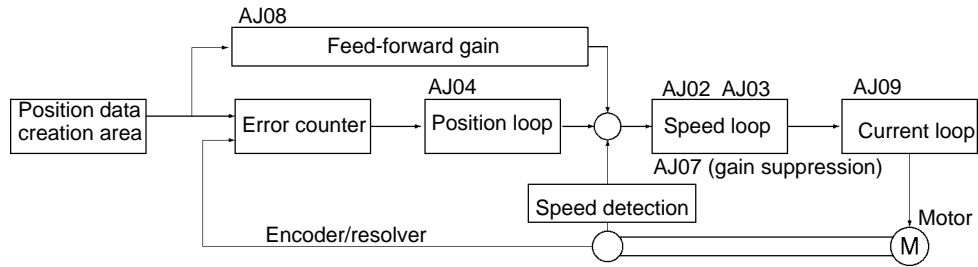 AJ08
Feed-forward gain
Position data
creation area
Error counter
AJ04
Position loop
AJ02 AJ03
Speed loop
AJ07 (gain suppression)
AJ09
Current loop
Speed detection
Encoder/resolver
Motor
M